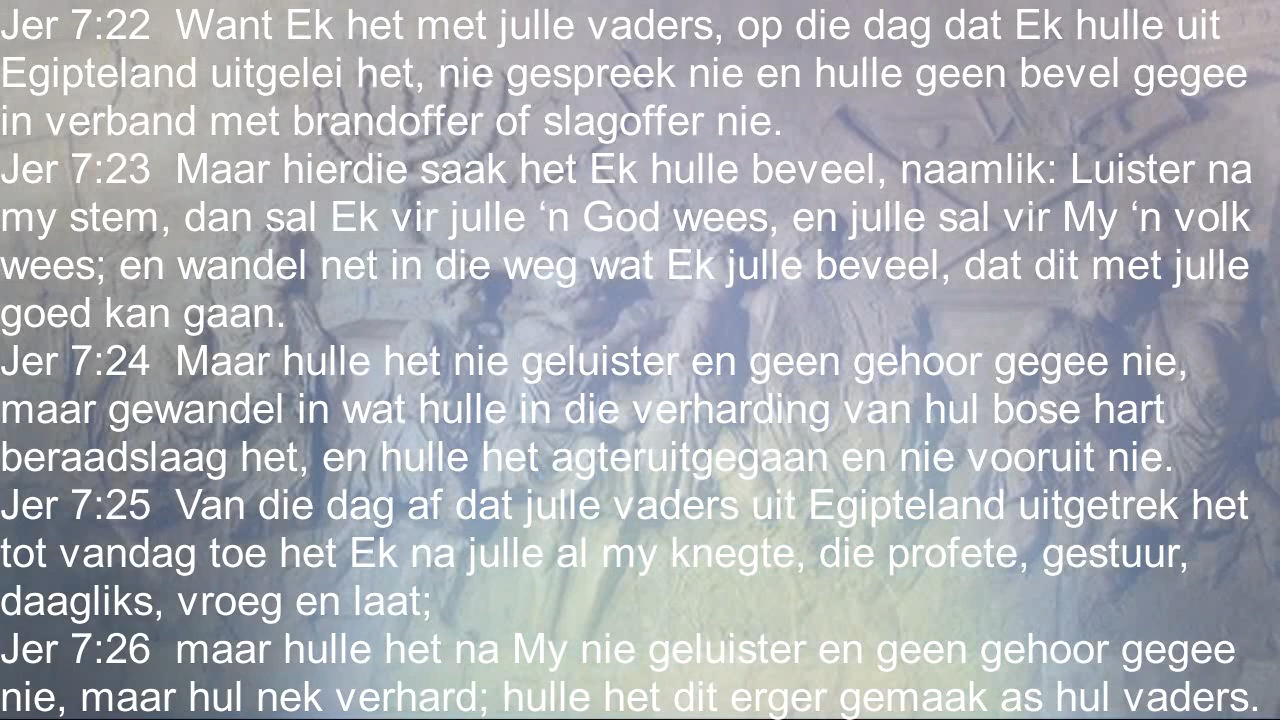 Jer 7:22  Want Ek het met julle vaders, op die dag dat Ek hulle uit
Egipteland uitgelei het, nie gespreek nie en hulle geen bevel gegee
in verband met brandoffer of slagoffer nie.
Jer 7:23  Maar hierdie saak het Ek hulle beveel, naamlik: Luister na
my stem, dan sal Ek vir julle ‘n God wees, en julle sal vir My ‘n volk
wees; en wandel net in die weg wat Ek julle beveel, dat dit met julle
goed kan gaan.
Jer 7:24  Maar hulle het nie geluister en geen gehoor gegee nie,
maar gewandel in wat hulle in die verharding van hul bose hart
beraadslaag het, en hulle het agteruitgegaan en nie vooruit nie.
Jer 7:25  Van die dag af dat julle vaders uit Egipteland uitgetrek het
tot vandag toe het Ek na julle al my knegte, die profete, gestuur,
daagliks, vroeg en laat;
Jer 7:26  maar hulle het na My nie geluister en geen gehoor gegee
nie, maar hul nek verhard; hulle het dit erger gemaak as hul vaders.